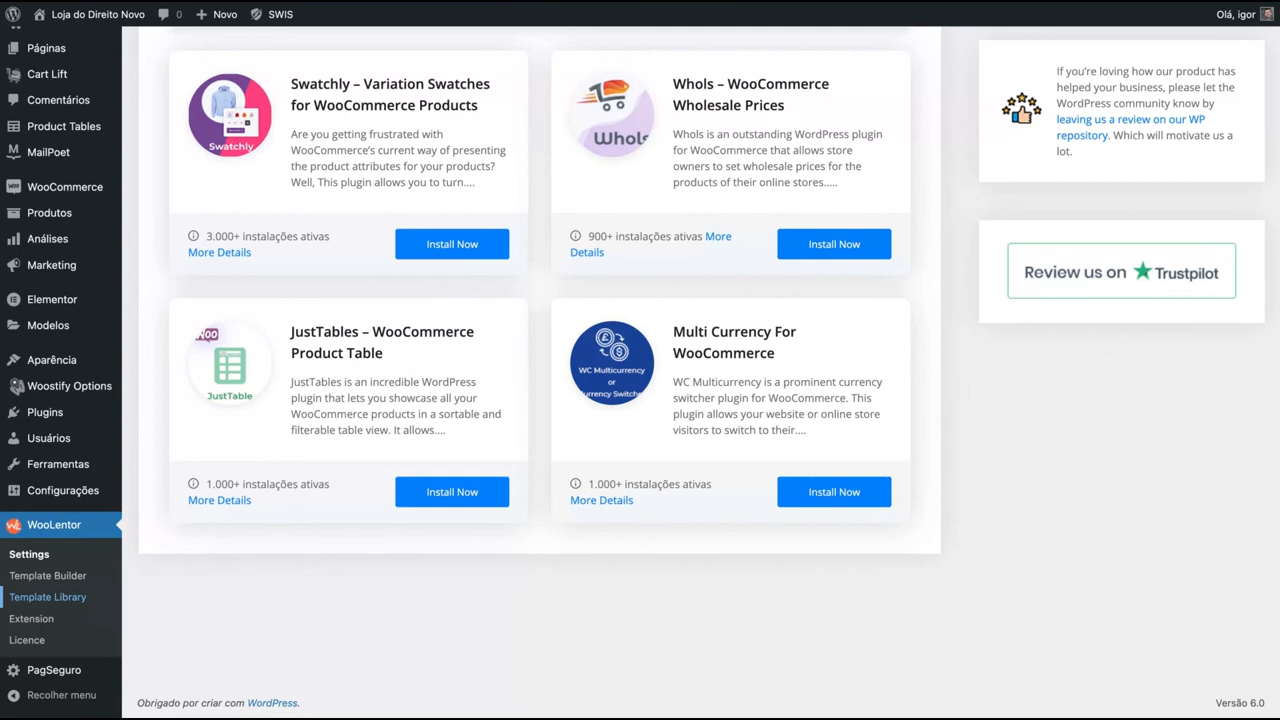 Loja do Direito Novo
0
Novo
SWIS
Olá, igor
Páginas
Cart Lift
Comentários
Product Tables
MailPoet
WooCommerce
Produtos
Análises
Marketing
Elementor
Modelos
Aparência
Woostify Options
Plugins
Usuários
Ferramentas
Configurações
WooLentor
Settings
Template Builder
Template Library
Extension
Licence
PagSeguro
Recolher menu
Swatchly
Swatchly – Variation Swatches
for WooCommerce Products
Are you getting frustrated with
WooCommerce's current way of presenting
the product attributes for your products?
Well, This plugin allows you to turn....
3.000+ instalações ativas
More Details
Install Now
Whols
Whols – WooCommerce
Wholesale Prices
Whols is an outstanding WordPress plugin
for WooCommerce that allows store
owners to set wholesale prices for the
products of their online stores.....
900+ instalações ativas More
Details
Install Now
WOO
JustTable
JustTables – WooCommerce
Product Table
JustTables is an incredible WordPress
plugin that lets you showcase all your
WooCommerce products in a sortable and
filterable table view. It allows....
1.000+ instalações ativas
More Details
Install Now
WC Multicurrency
or
Currency Switche
Multi Currency For
WooCommerce
WC Multicurrency is a prominent currency
switcher plugin for WooCommerce. This
plugin allows your website or online store
visitors to switch to their....
1.000+ instalações ativas
More Details
Install Now
If you're loving how our product has
helped your business, please let the
WordPress community know by
leaving us a review on our WP
repository. Which will motivate us a
lot.
Review us on Trustpilot
Obrigado por criar com WordPress.
Versão 6.0